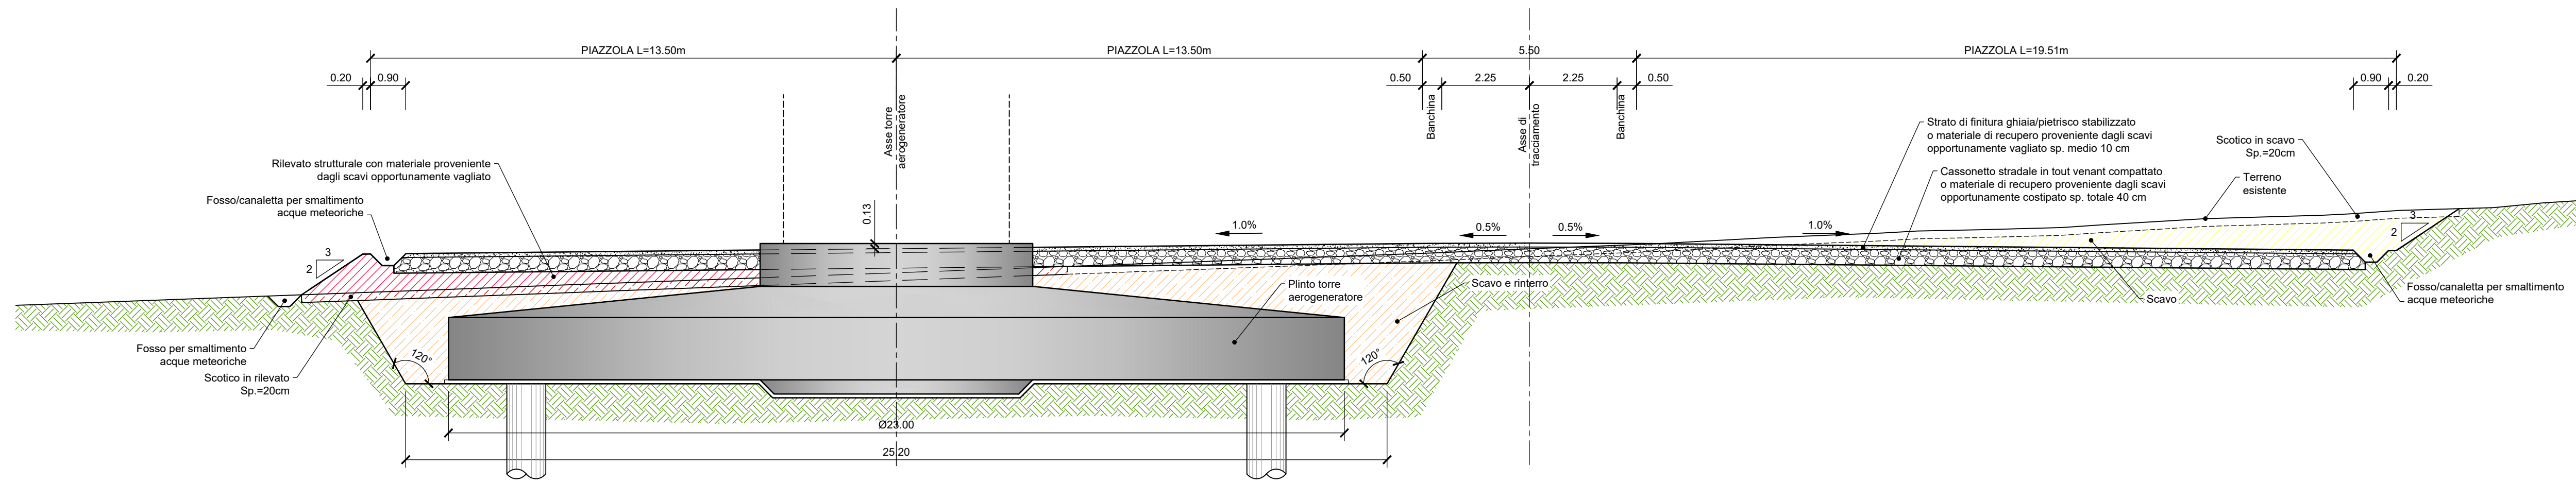 PIAZZOLA L=13.50m
PIAZZOLA L=13.50m
5.50
PIAZZOLA L=19.51m
0.20
0.90
0.50
2.25
2.25
0.50
0.90
0.20
Banchina
Banchina
Asse torre
aerogeneratore
Asse di
tracciamento
Strato di finitura ghiaia/pietrisco stabilizzato
o materiale di recupero proveniente dagli scavi
opportunamente vagliato sp. medio 10 cm
Scotico in scavo
Sp.=20cm
Rilevato strutturale con materiale proveniente
dagli scavi opportunamente vagliato
Cassonetto stradale in tout venant compattato
o materiale di recupero proveniente dagli scavi
opportunamente costipato sp. totale 40 cm
Terreno
esistente
Fosso/canaletta per smaltimento
acque meteoriche
0.13
1.0%
0.5%
0.5%
1.0%
3
2
3
2
Plinto torre
aerogeneratore
Scavo e rinterro
Scavo
Fosso/canaletta per smaltimento
acque meteoriche
Fosso per smaltimento
acque meteoriche
120°
120°
Scotico in rilevato
Sp.=20cm
Ø23.00
25.20